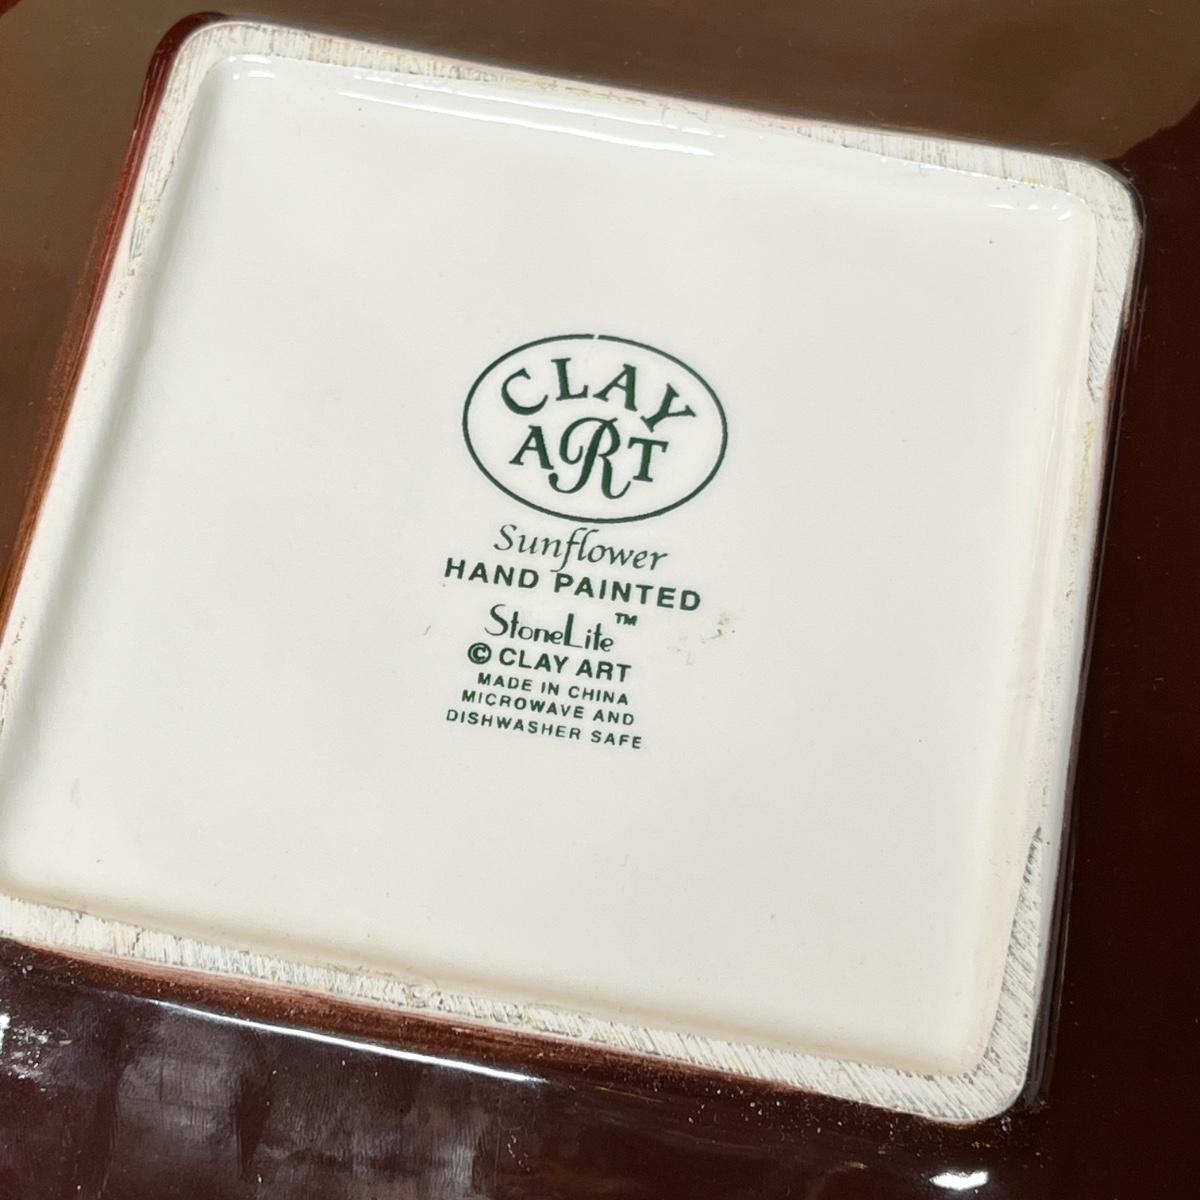 CLAY
ART
Sunflower
HAND PAINTED
StoneLite™
© CLAY ART
MADE IN CHINA
MICROWAVE AND
DISHWASHER SAFE